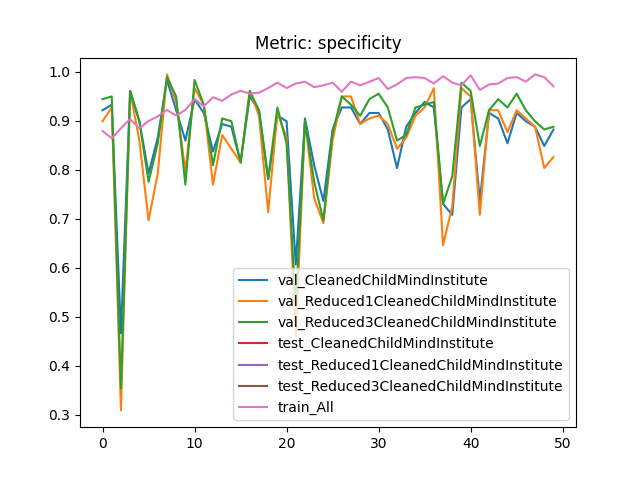 Metric: specificity
1.0
0.9
0.8
0.7
0.6
0.5
0.4
0.3
0
10
20
30
40
50
val_CleanedChildMindInstitute
val_Reduced1CleanedChildMindInstitute
val_Reduced3CleanedChildMindInstitute
test_CleanedChildMindInstitute
test_Reduced1CleanedChildMindInstitute
test_Reduced3CleanedChildMindInstitute
train_All